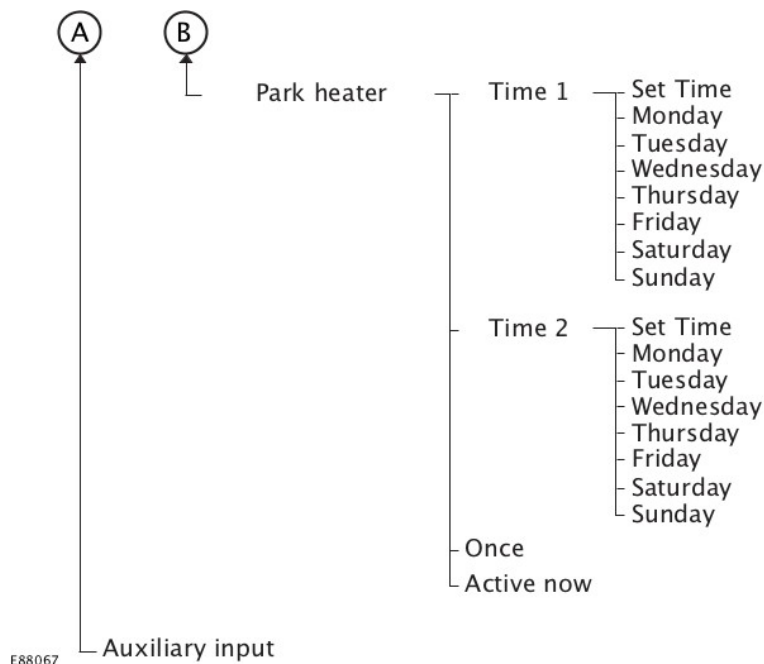 A B
Park heater Time 1 Set Time
Monday
Tuesday
Wednesday
Thursday
Friday
Saturday
Sunday
Time 2 Set Time
Monday
Tuesday
Wednesday
Thursday
Friday
Saturday
Sunday
Once
Active now
Auxiliary input
E88067